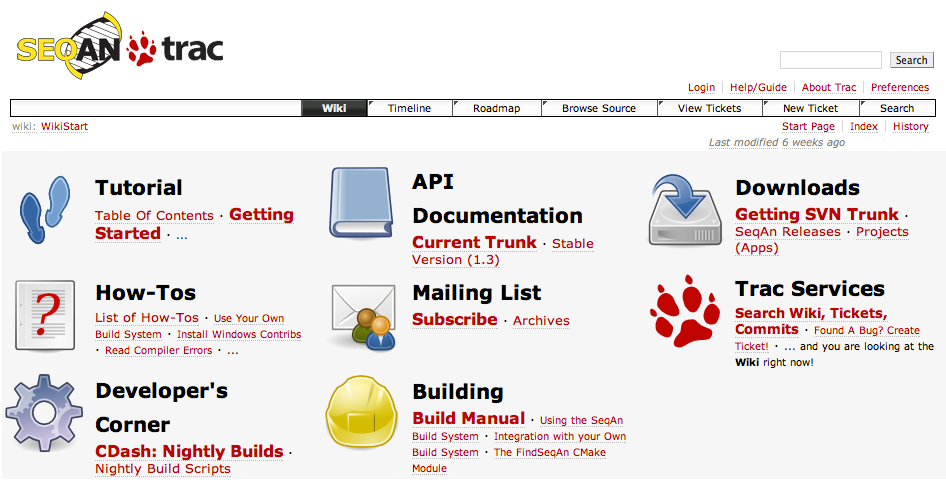 SEQAN trac
Search
Login Help/Guide About Trac Preferences
Wiki Timeline Roadmap Browse Source View Tickets New Ticket Search
wiki: WikiStart
Start Page Index History
Last modified 6 weeks ago
Tutorial
Table Of Contents · Getting
Started · ...
API
Documentation
Current Trunk · Stable
Version (1.3)
Downloads
Getting SVN Trunk ·
SeqAn Releases · Projects
(Apps)
How-Tos
List of How-Tos · Use Your Own
Build System · Install Windows Contribs
· Read Compiler Errors · ...
Mailing List
Subscribe · Archives
Trac Services
Search Wiki, Tickets,
Commits · Found A Bug? Create
Ticket! · ... and you are looking at the
Wiki right now!
Developer's
Corner
CDash: Nightly Builds ·
Nightly Build Scripts
Building
Build Manual · Using the SeqAn
Build System · Integration with your Own
Build System · The FindSeqAn CMake
Module